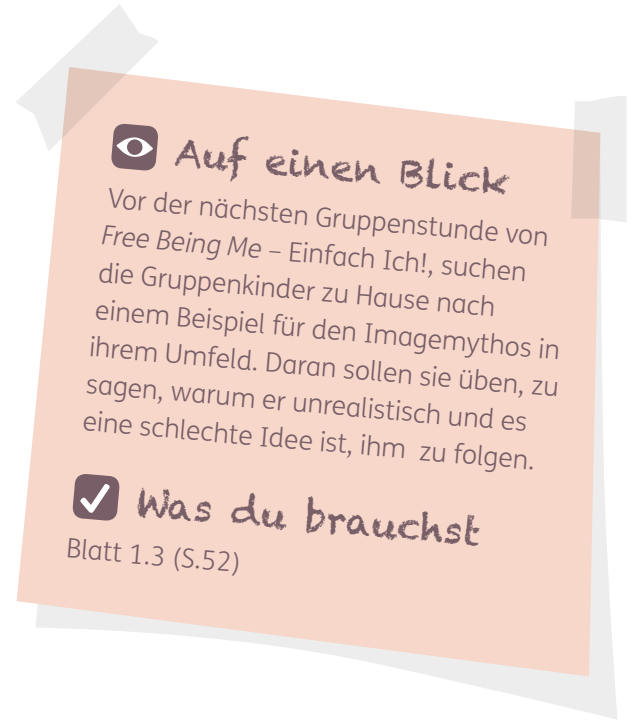 Auf einen Blick
Vor der nächsten Gruppenstunde von
Free Being Me – Einfach Ich!, suchen
die Gruppenkinder zu Hause nach
einem Beispiel für den Imagemythos in
ihrem Umfeld. Daran sollen sie üben, zu
sagen, warum er unrealistisch und es
eine schlechte Idee ist, ihm zu folgen.
Was du brauchst
Blatt 1.3 (S.52)